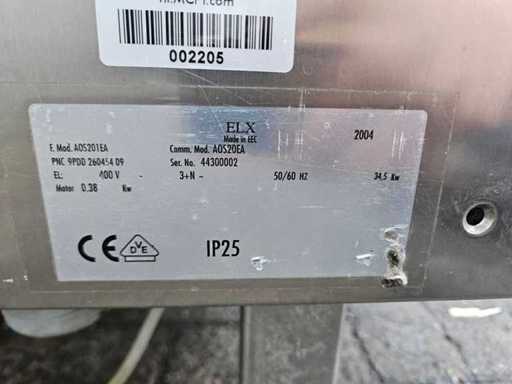 002205
ELX
2004
Made in EEC
F. Mod. AOS201EA
Comm. Mod. AOS20EA
PNC 9PDD 260454 09
Ser. No. 44300002
EL: 400 V ~ 3+N ~ 50/60 HZ 34,5 Kw
Motor 0.38 Kw
CE DVE IP25